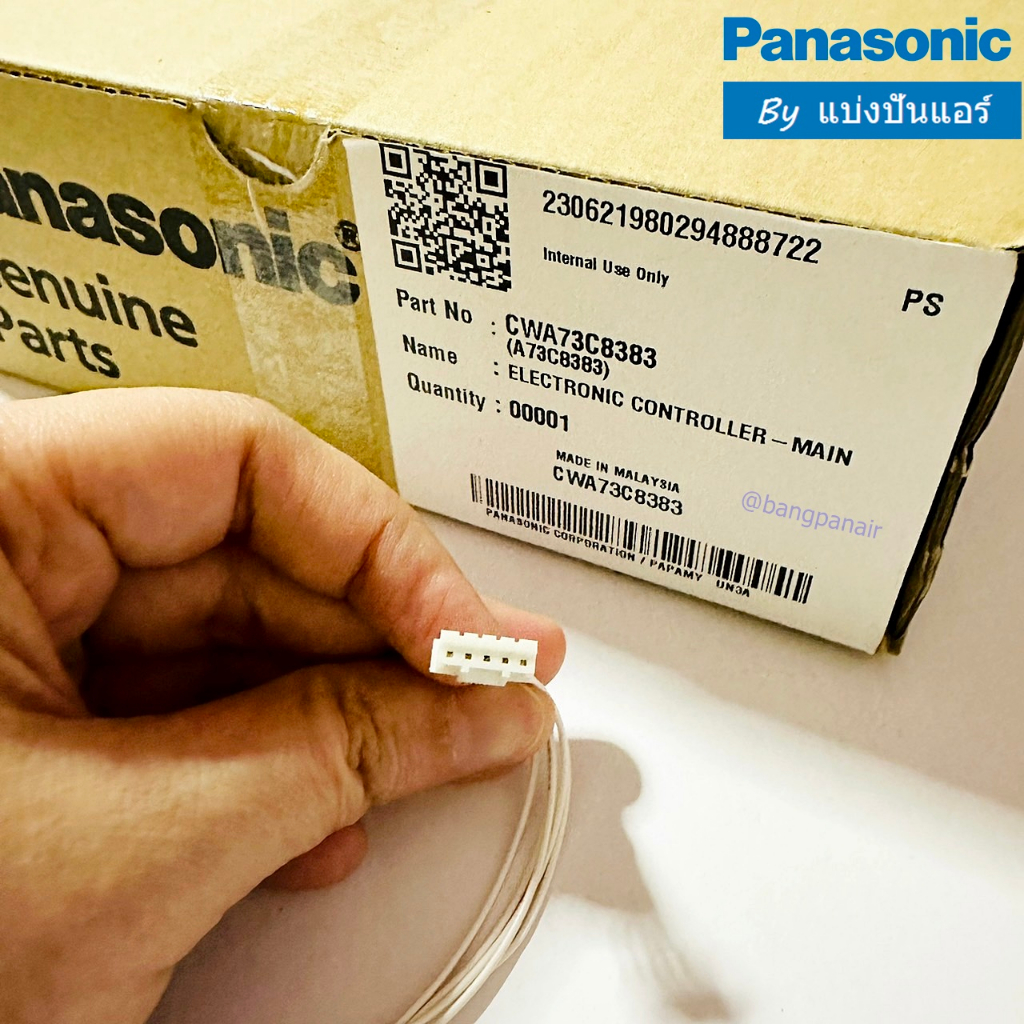 Panasonic
By แบ่งปันแอร์
anasonic®
enuine
Parts
230621980294888722
Internal Use Only
PS
Part No : CWA73C8383
(A73C8383)
Name : ELECTRONIC CONTROLLER-MAIN
Quantity : 00001
MADE IN MALAYSIA
CWA73C8383
@bangpanair
PANASONIC CORPORATION / PAPAMY UN3A